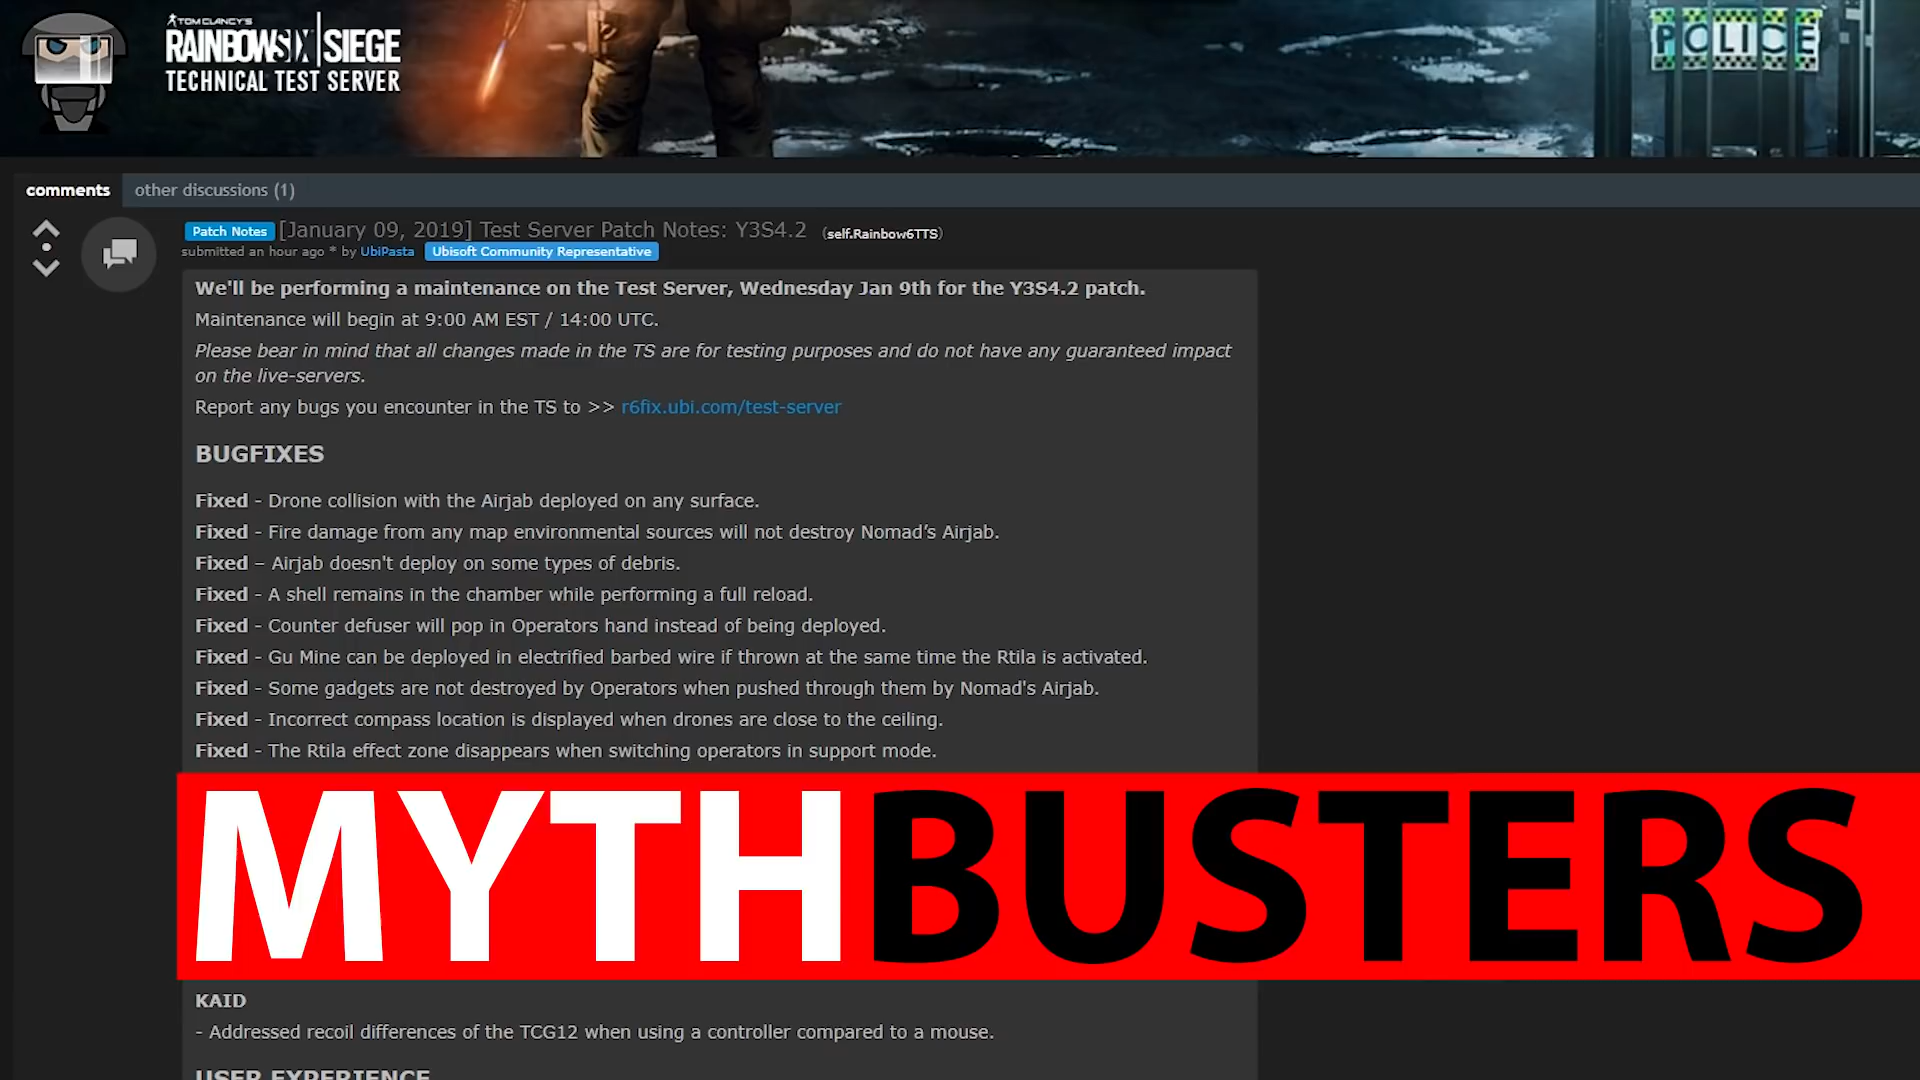 TOM CLANCY'S
RAINBOWSIX|SIEGE
TECHNICAL TEST SERVER
POLICE
comments
other discussions (1)
Patch Notes [January 09, 2019] Test Server Patch Notes: Y3S4.2 (self.Rainbow6TTS)
submitted an hour ago * by UbiPasta Ubisoft Community Representative
We'll be performing a maintenance on the Test Server, Wednesday Jan 9th for the Y3S4.2 patch.
Maintenance will begin at 9:00 AM EST / 14:00 UTC.
Please bear in mind that all changes made in the TS are for testing purposes and do not have any guaranteed impact
on the live-servers.
Report any bugs you encounter in the TS to >> r6fix.ubi.com/test-server
BUGFIXES
Fixed - Drone collision with the Airjab deployed on any surface.
Fixed - Fire damage from any map environmental sources will not destroy Nomad’s Airjab.
Fixed – Airjab doesn't deploy on some types of debris.
Fixed - A shell remains in the chamber while performing a full reload.
Fixed - Counter defuser will pop in Operators hand instead of being deployed.
Fixed - Gu Mine can be deployed in electrified barbed wire if thrown at the same time the Rtila is activated.
Fixed - Some gadgets are not destroyed by Operators when pushed through them by Nomad's Airjab.
Fixed - Incorrect compass location is displayed when drones are close to the ceiling.
Fixed - The Rtila effect zone disappears when switching operators in support mode.
MYTHBUSTERS
KAID
- Addressed recoil differences of the TCG12 when using a controller compared to a mouse.
USER EXPERIENCE